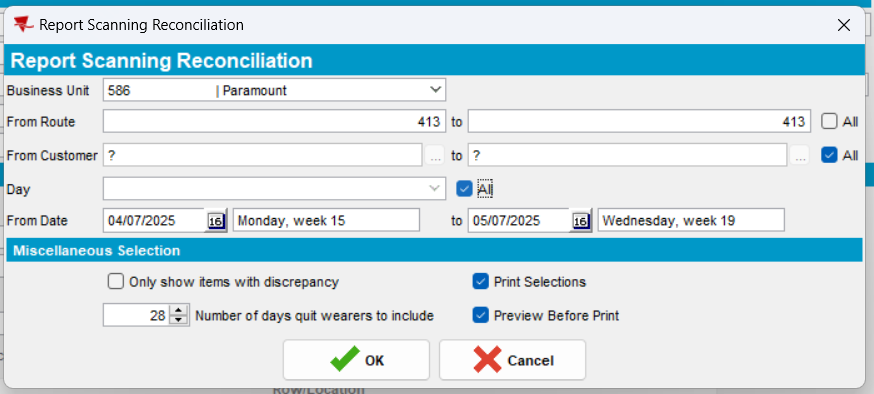 Report Scanning Reconciliation
Report Scanning Reconciliation
Business Unit 586 | Paramount
From Route 413 to 413 All
From Customer ? ... to ? ... All
Day All
From Date 04/07/2025 16 Monday, week 15 to 05/07/2025 16 Wednesday, week 19
Miscellaneous Selection
Only show items with discrepancy Print Selections
28 Number of days quit wearers to include Preview Before Print
OK Cancel
Row/Location